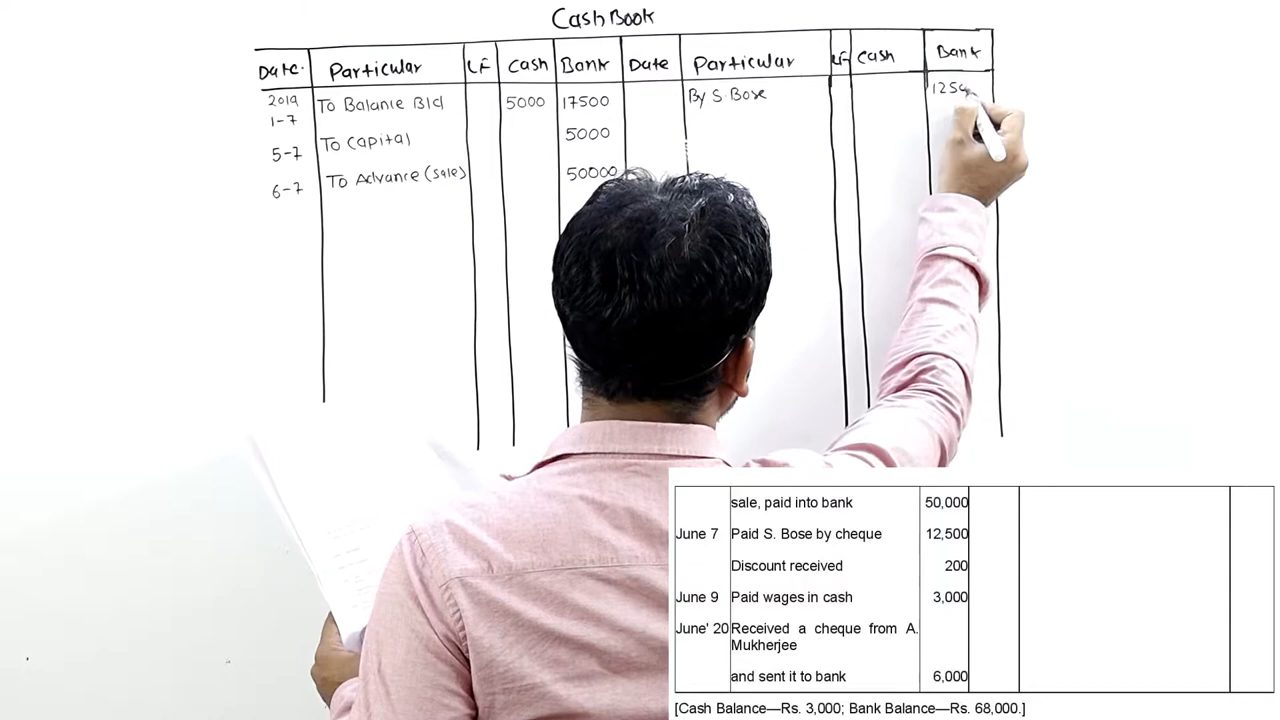 Cash Book
Date. Particular LF Cash Bank Date Particular LF Cash Bank
2019
1-7 To Balance Bld 5000 17500 By S. Bose
5-7 To Capital 5000
6-7 To Advance (sale) 50000
sale, paid into bank 50,000
June 7 Paid S. Bose by cheque 12,500
Discount received 200
June 9 Paid wages in cash 3,000
June' 20 Received a cheque from A.
Mukherjee
and sent it to bank 6,000
[Cash Balance—Rs. 3,000; Bank Balance—Rs. 68,000.]